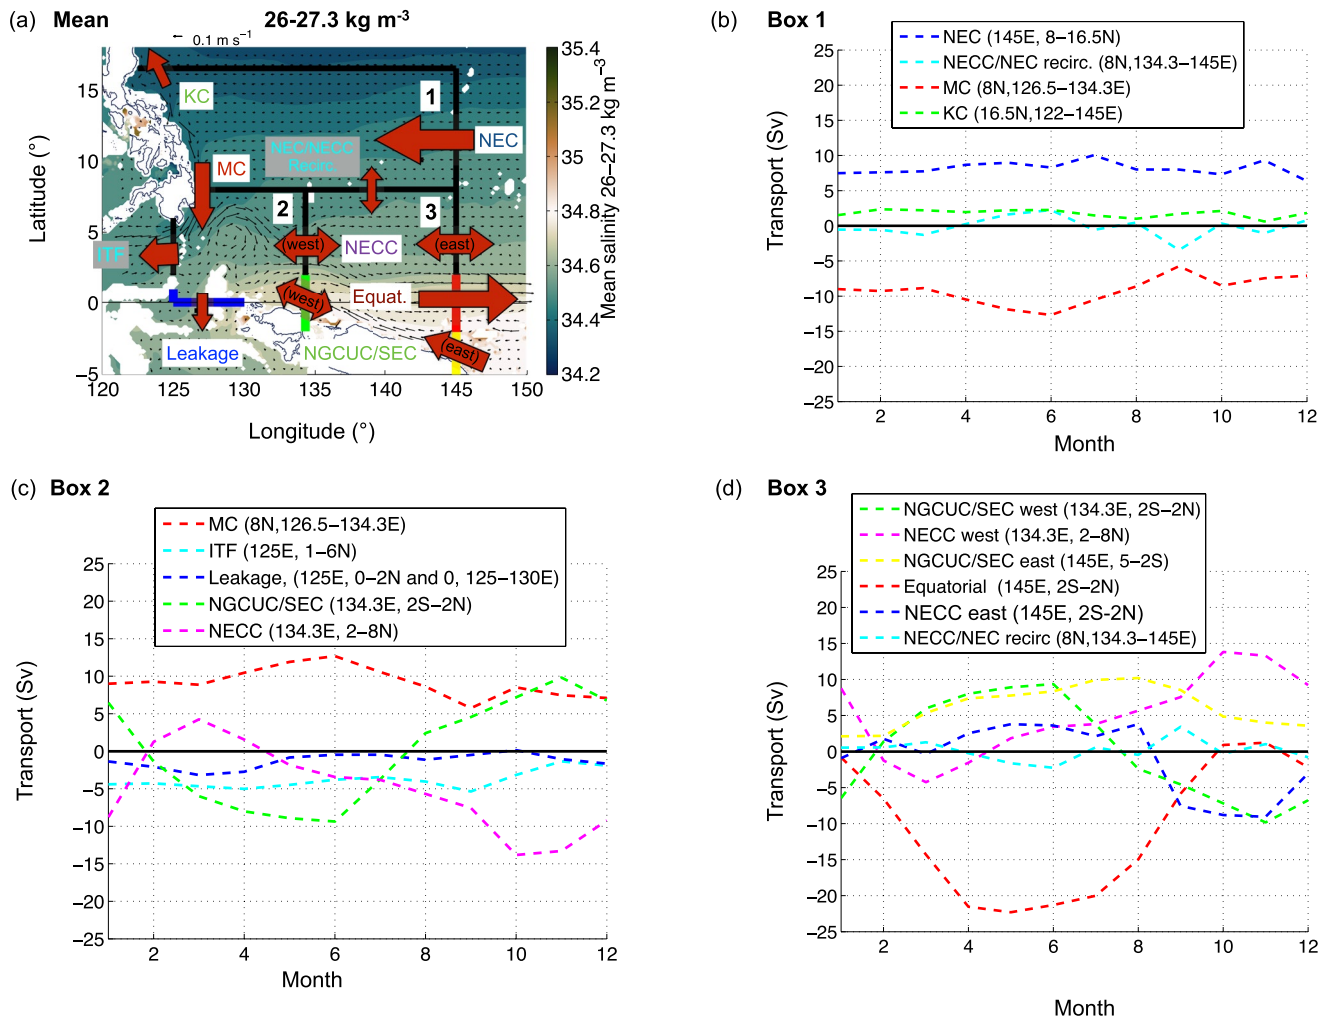 (a) Mean 26-27.3 kg m⁻³
← 0.1 m s⁻¹
KC
1
NEC
NEC/NECC
Recirc.
MC
2
3
ITF
(west)
NECC
(east)
(west)
Equat.
Leakage
NGCUC/SEC
(east)
15
10
5
0
−5
120 125 130 135 140 145 150
Latitude (°)
Longitude (°)
35.4
35.2
35
34.8
34.6
34.4
34.2
Mean salinity 26−27.3 kg m⁻³
(b) Box 1
NEC (145E, 8−16.5N)
NECC/NEC recirc. (8N,134.3−145E)
MC (8N,126.5−134.3E)
KC (16.5N,122−145E)
25
20
15
10
5
0
−5
−10
−15
−20
−25
2 4 6 8 10 12
Transport (Sv)
Month
(c) Box 2
MC (8N,126.5−134.3E)
ITF (125E, 1−6N)
Leakage, (125E, 0−2N and 0, 125−130E)
NGCUC/SEC (134.3E, 2S−2N)
NECC (134.3E, 2−8N)
25
20
15
10
5
0
−5
−10
−15
−20
−25
2 4 6 8 10 12
Transport (Sv)
Month
(d) Box 3
NGCUC/SEC west (134.3E, 2S−2N)
NECC west (134.3E, 2−8N)
NGCUC/SEC east (145E, 5−2S)
Equatorial (145E, 2S−2N)
NECC east (145E, 2S-2N)
NECC/NEC recirc (8N,134.3−145E)
25
20
15
10
5
0
−5
−10
−15
−20
−25
2 4 6 8 10 12
Transport (Sv)
Month